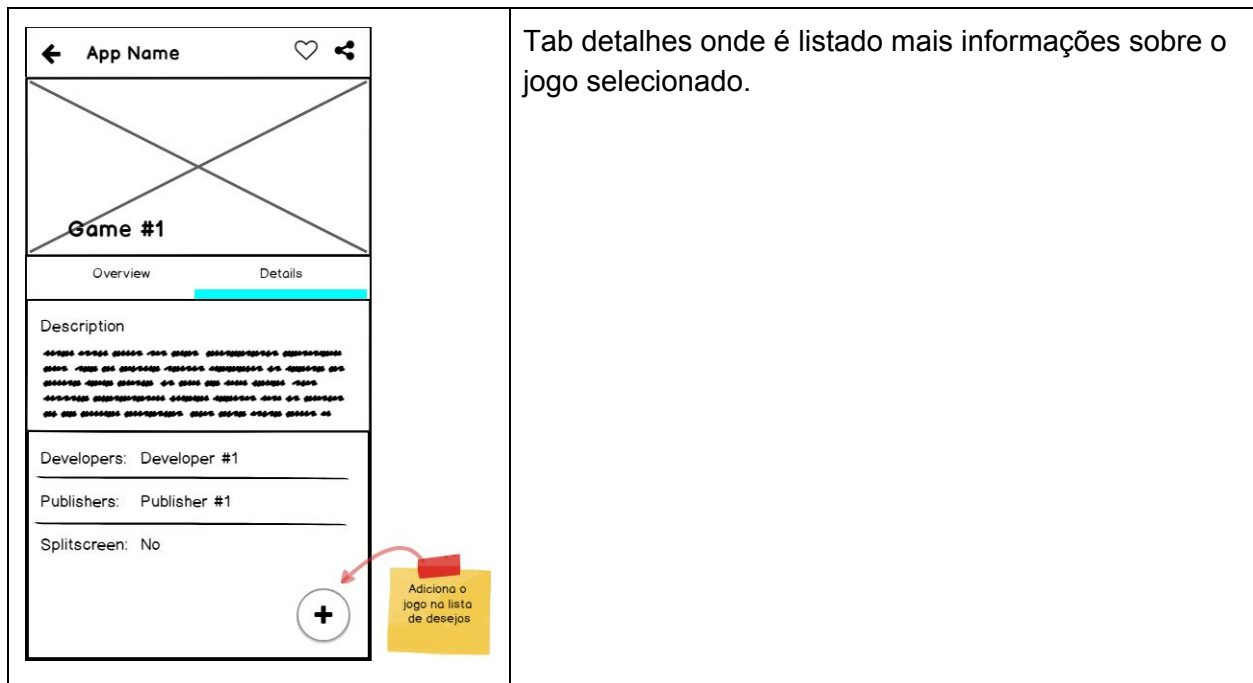 App Name
Game #1
Overview Details
Description
Developers: Developer #1
Publishers: Publisher #1
Splitscreen: No
Adiciona o
jogo na lista
de desejos
Tab detalhes onde é listado mais informações sobre o
jogo selecionado.